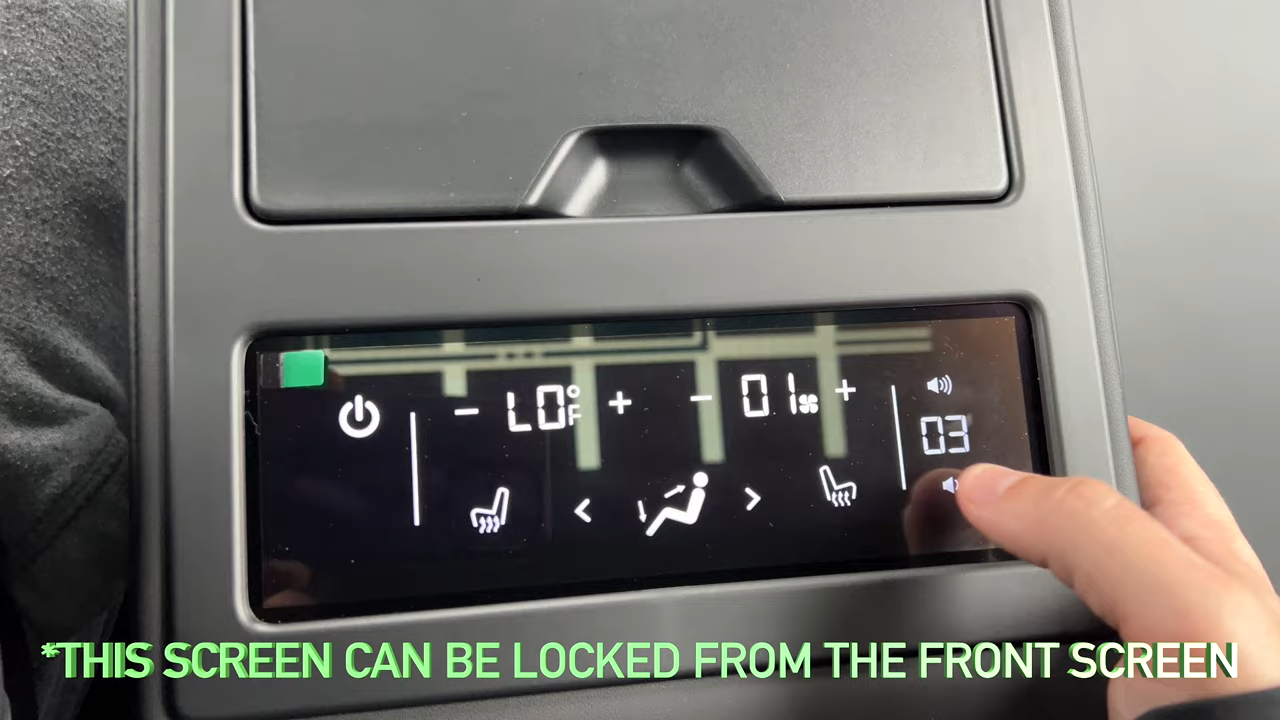 - LO°F + - 01 +
03
< >
*THIS SCREEN CAN BE LOCKED FROM THE FRONT SCREEN